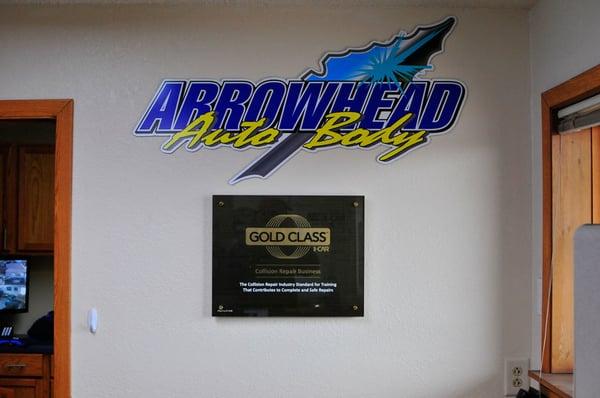 ARROWHEAD
Auto Body
GOLD CLASS
I-CAR
Collision Repair Business
The Collision Repair Industry Standard for Training
That Contributes to Complete and Safe Repairs